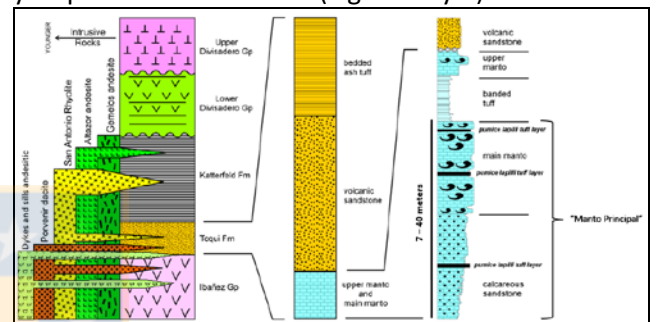 YOUNGER
Intrusive
Rocks
Dykes and sills andesitic
Porvenir dacite
San Antonio Rhyolite
Altazor andesite
Gemelos andesite
Upper
Divisadero Gp
Lower
Divisadero Gp
Katterfeld Fm
Toqui Fm
Ibañez Gp
bedded
ash tuff
volcanic
sandstone
upper manto
and
main manto
7 – 40 meters
volcanic
sandstone
upper
manto
banded
tuff
pumice lapilli tuff layer
main manto
pumice lapilli tuff layer
pumice lapilli tuff layer
calcareous
sandstone
"Manto Principal"